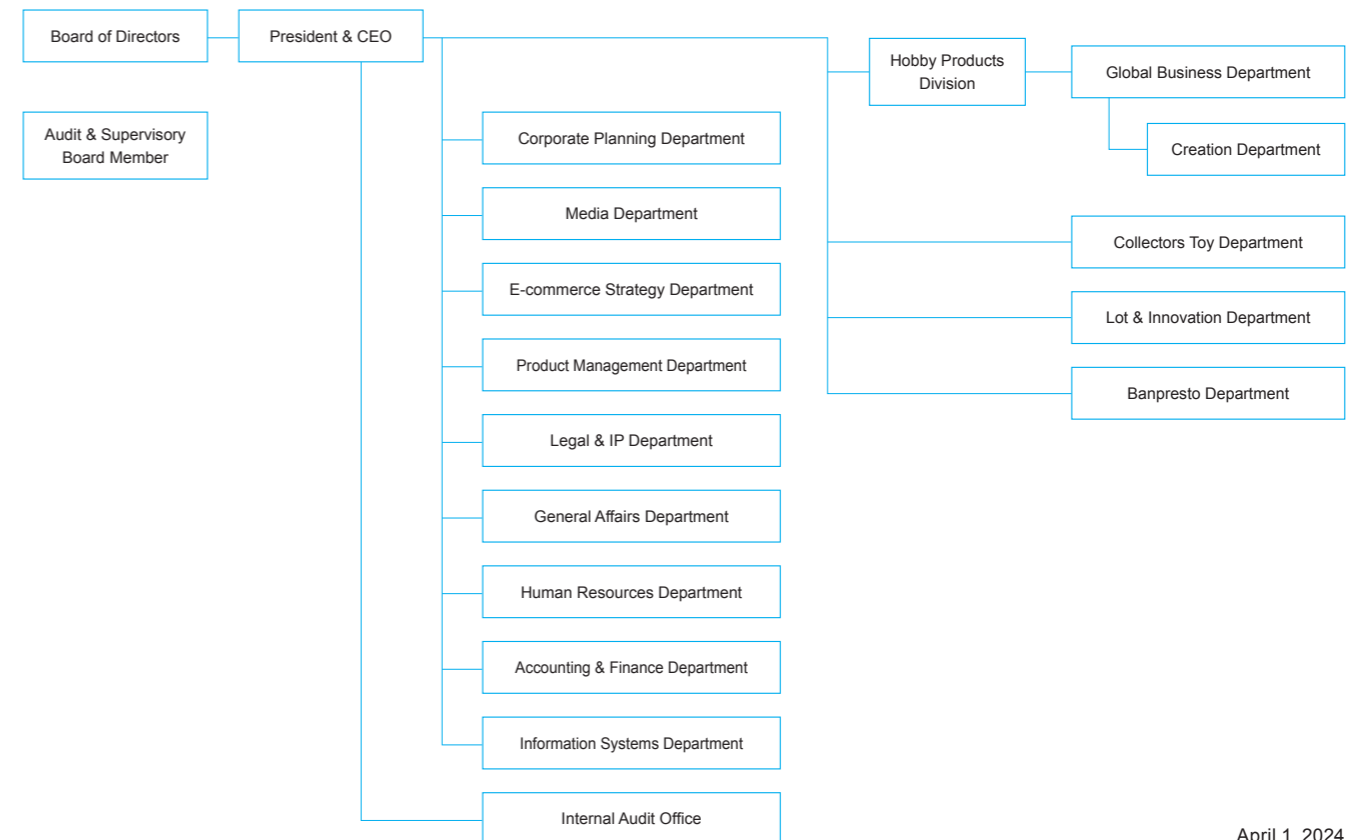 Board of Directors
President & CEO
Hobby Products
Division
Global Business Department
Audit & Supervisory
Board Member
Corporate Planning Department
Creation Department
Media Department
Collectors Toy Department
E-commerce Strategy Department
Lot & Innovation Department
Product Management Department
Banpresto Department
Legal & IP Department
General Affairs Department
Human Resources Department
Accounting & Finance Department
Information Systems Department
Internal Audit Office
April 1, 2024